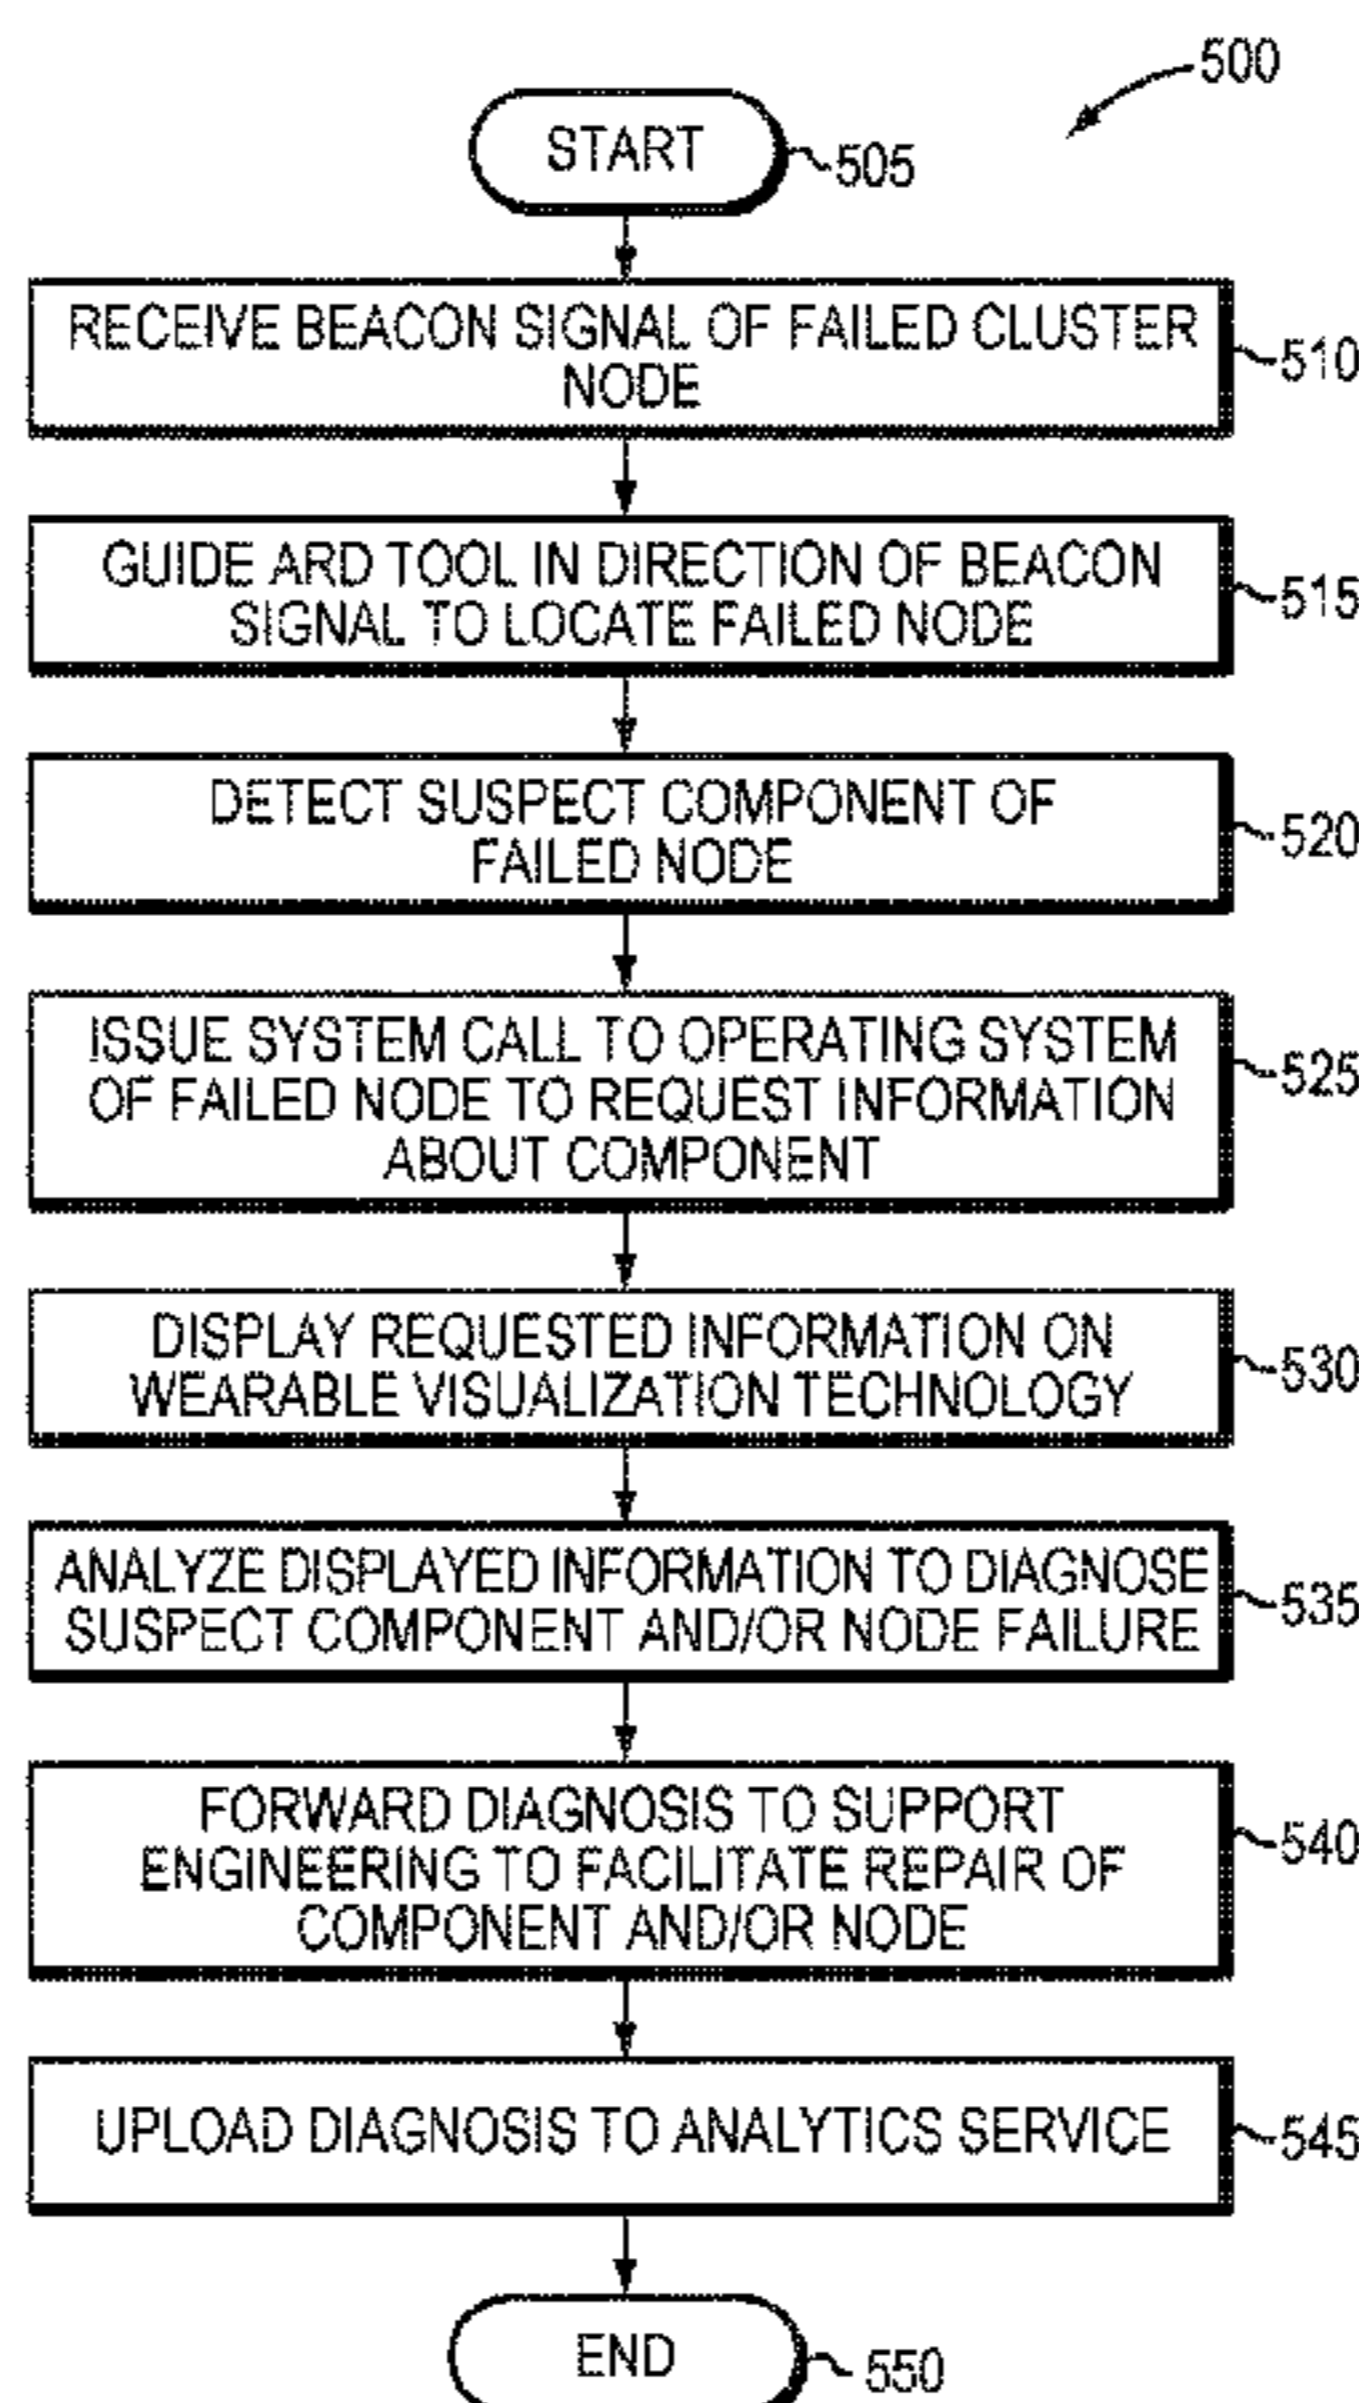 500
START
505
RECEIVE BEACON SIGNAL OF FAILED CLUSTER
NODE
510
GUIDE ARD TOOL IN DIRECTION OF BEACON
SIGNAL TO LOCATE FAILED NODE
515
DETECT SUSPECT COMPONENT OF
FAILED NODE
520
ISSUE SYSTEM CALL TO OPERATING SYSTEM
OF FAILED NODE TO REQUEST INFORMATION
ABOUT COMPONENT
525
DISPLAY REQUESTED INFORMATION ON
WEARABLE VISUALIZATION TECHNOLOGY
530
ANALYZE DISPLAYED INFORMATION TO DIAGNOSE
SUSPECT COMPONENT AND/OR NODE FAILURE
535
FORWARD DIAGNOSIS TO SUPPORT
ENGINEERING TO FACILITATE REPAIR OF
COMPONENT AND/OR NODE
540
UPLOAD DIAGNOSIS TO ANALYTICS SERVICE
545
END
550